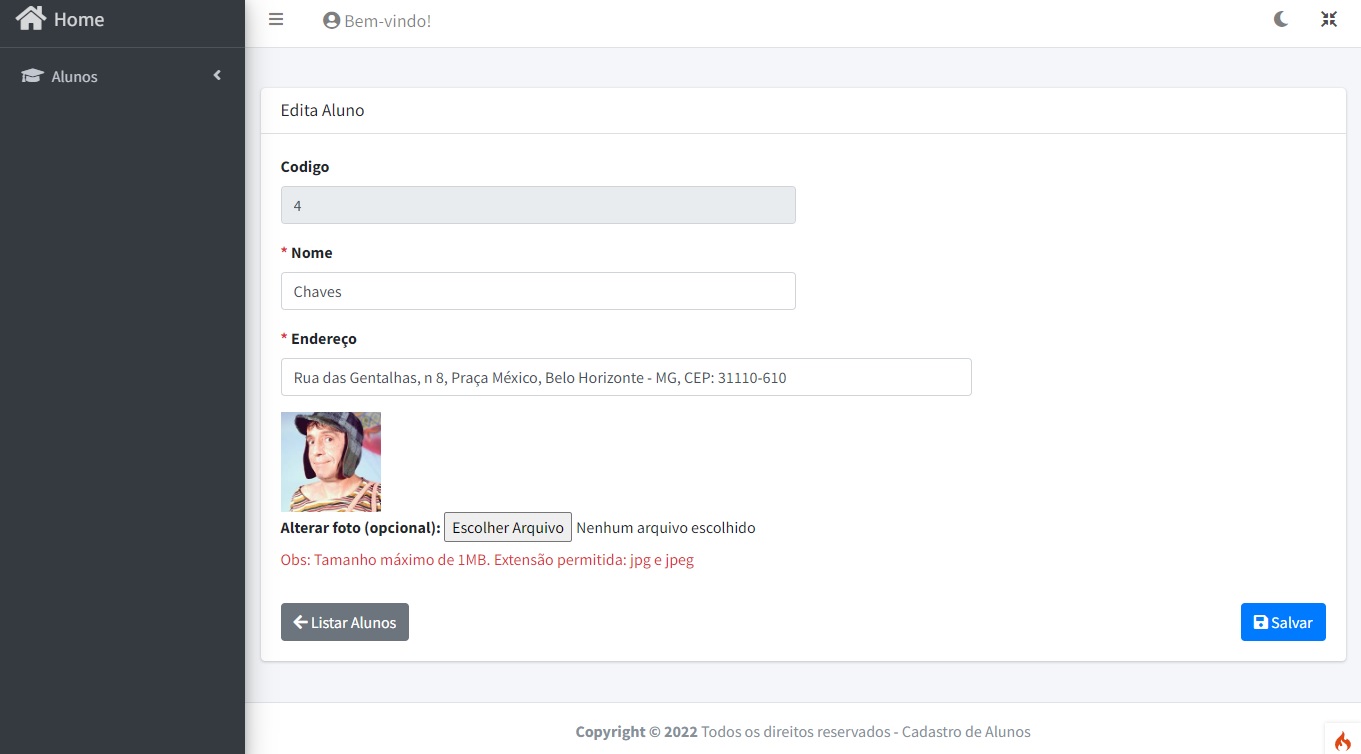 Home
Bem-vindo!
Alunos
Edita Aluno
Codigo
4
* Nome
Chaves
* Endereço
Rua das Gentalhas, n 8, Praça México, Belo Horizonte - MG, CEP: 31110-610
Alterar foto (opcional): Escolher Arquivo Nenhum arquivo escolhido
Obs: Tamanho máximo de 1MB. Extensão permitida: jpg e jpeg
Listar Alunos
Salvar
Copyright © 2022 Todos os direitos reservados - Cadastro de Alunos